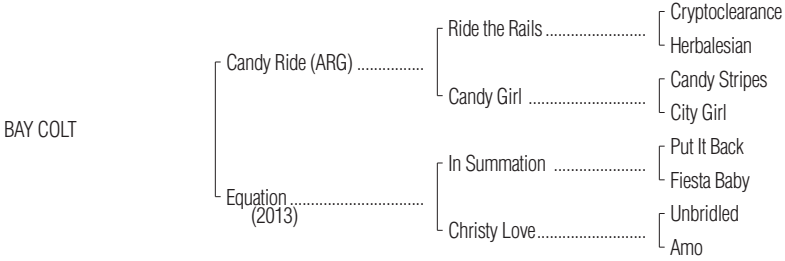 Cryptoclearance
Ride the Rails ........................
Herbalesian
Candy Ride (ARG) ................
Candy Stripes
Candy Girl ............................
City Girl
BAY COLT
Put It Back
In Summation ......................
Fiesta Baby
Equation ................................
(2013)
Unbridled
Christy Love ..........................
Amo